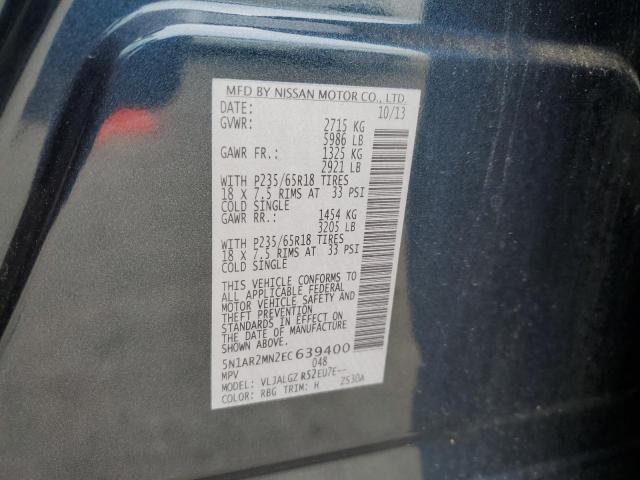 MFD BY NISSAN MOTOR CO., LTD
DATE: 10/13
GVWR: 2715 KG
5986 LB
GAWR FR.: 1325 KG
2921 LB
WITH P235/65R18 TIRES
18 X 7.5 RIMS AT 33 PSI
COLD SINGLE
GAWR RR.: 1454 KG
3205 LB
WITH P235/65R18 TIRES
18 X 7.5 RIMS AT 33 PSI
COLD SINGLE
THIS VEHICLE CONFORMS TO
ALL APPLICABLE FEDERAL
MOTOR VEHICLE SAFETY AND
THEFT PREVENTION
STANDARDS IN EFFECT ON
THE DATE OF MANUFACTURE
SHOWN ABOVE.
5N1AR2MN2EC639400
MPV 048
MODEL: VLJALGZ R52EU7E--
COLOR: RBG TRIM: H 2S30A